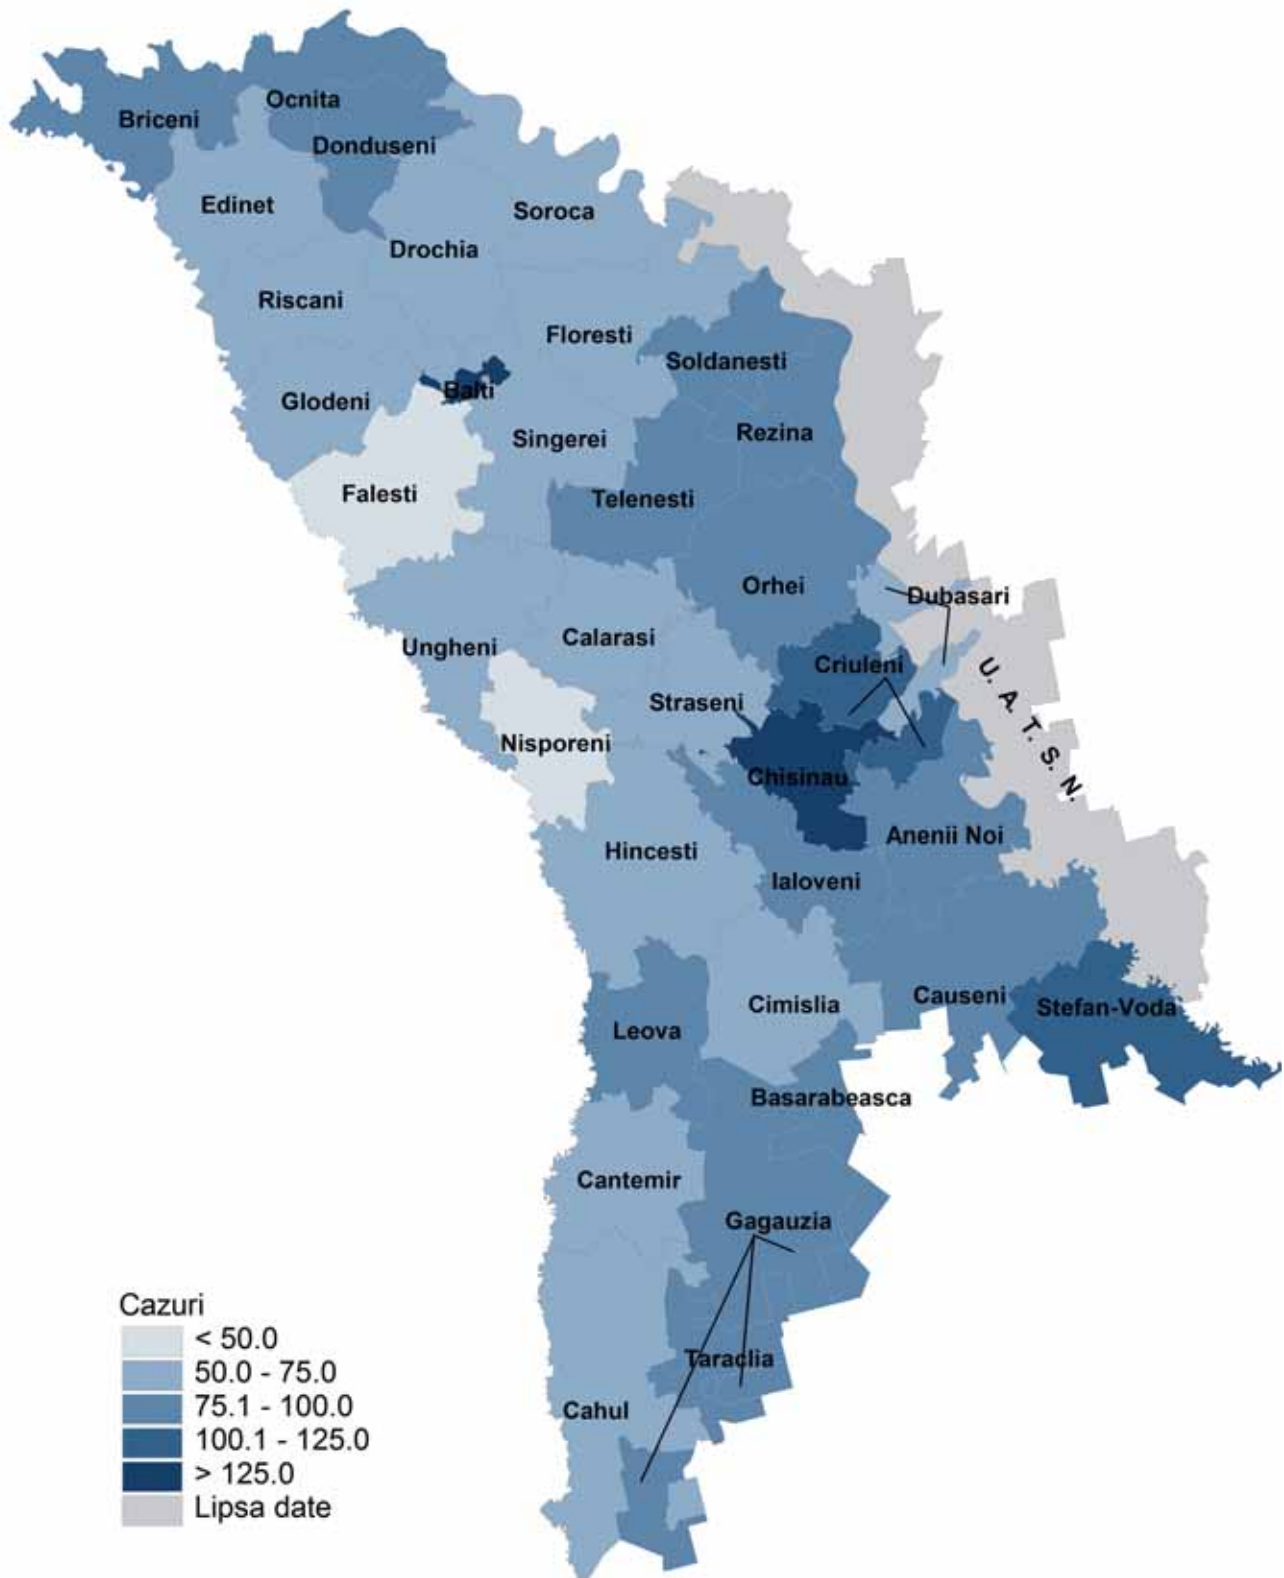 Ocnita
Briceni
Donduseni
Edinet
Soroca
Drochia
Riscani
Floresti
Soldanesti
Balti
Glodeni
Rezina
Singerei
Falesti
Telenesti
Orhei
Dubasari
Calarasi
Ungheni
Criuleni
U. A. T. S. N.
Straseni
Nisporeni
Chisinau
Anenii Noi
Hincesti
Ialoveni
Causeni
Cimislia
Stefan-Voda
Leova
Basarabeasca
Cantemir
Gagauzia
Taraclia
Cahul
Cazuri
< 50.0
50.0 - 75.0
75.1 - 100.0
100.1 - 125.0
> 125.0
Lipsa date